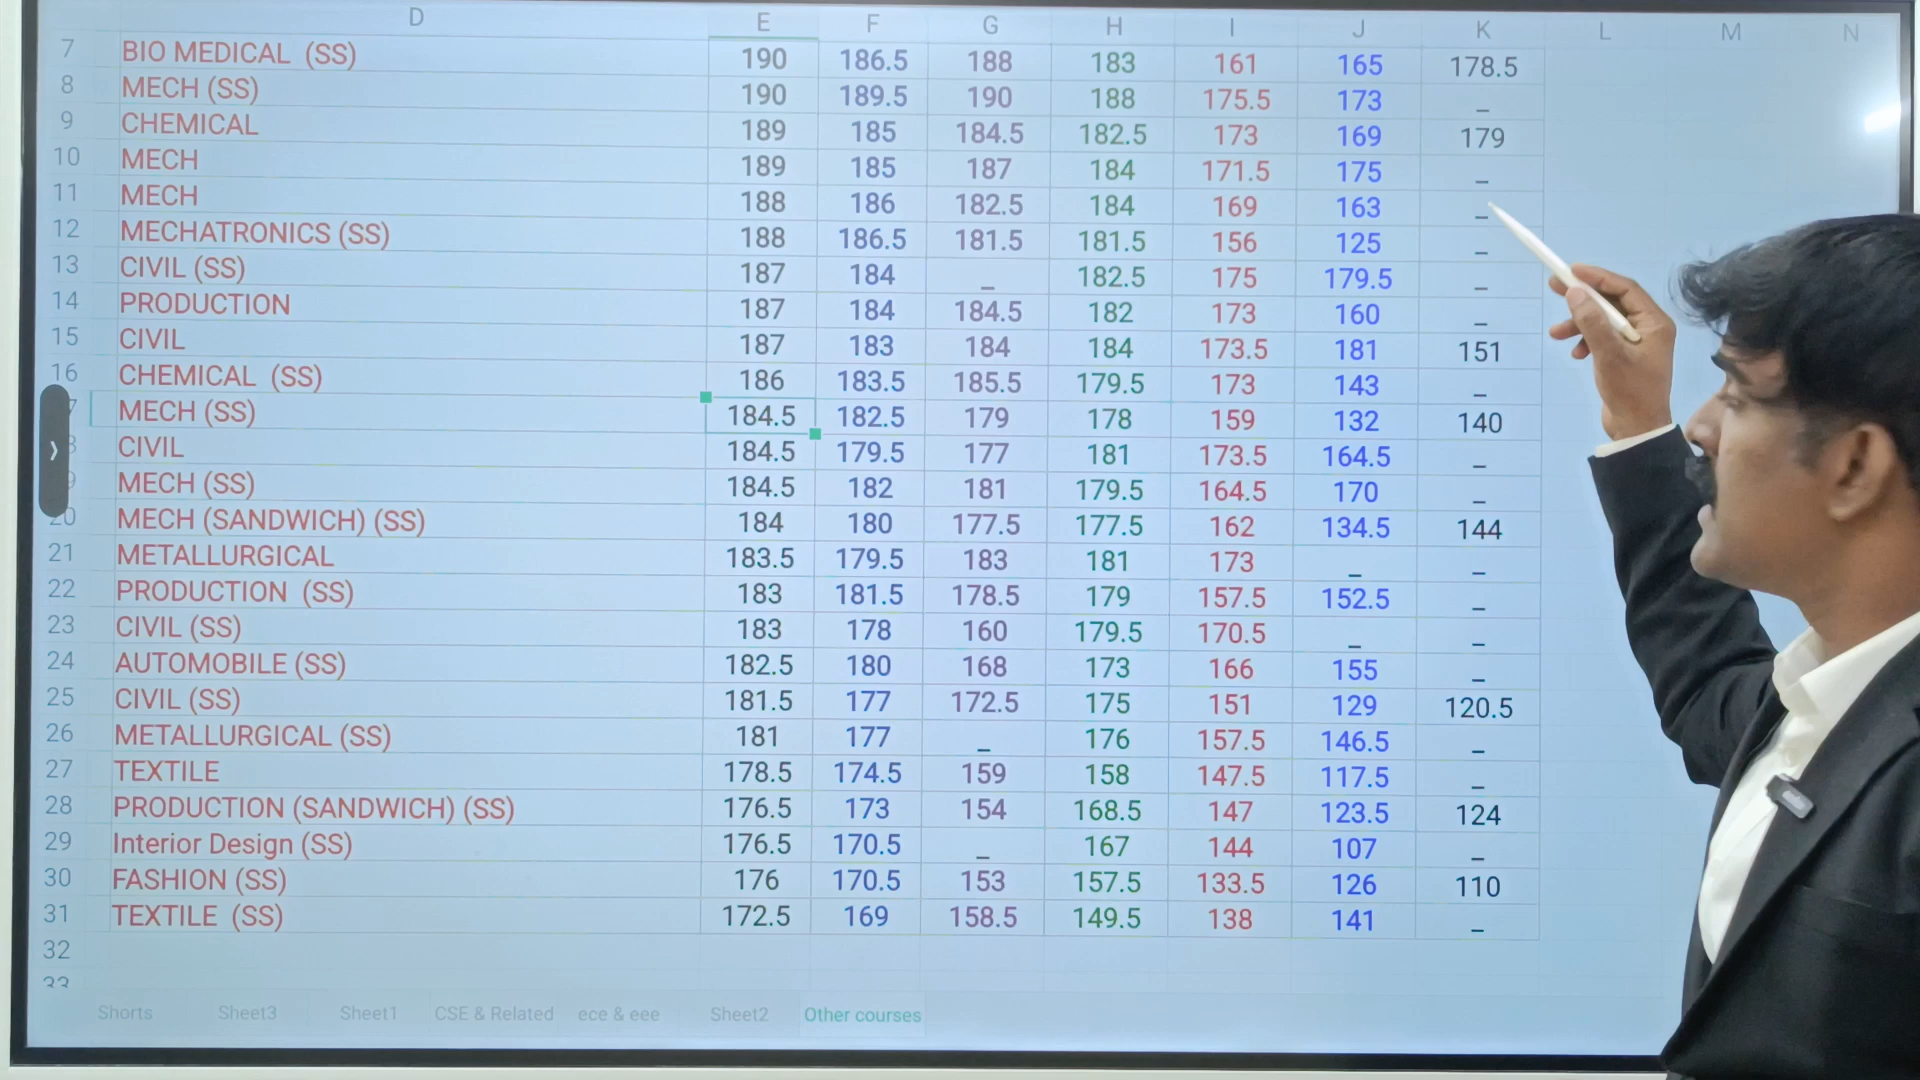 D E F G H I J K L M N
7 BIO MEDICAL (SS) 190 186.5 188 183 161 165 178.5
8 MECH (SS) 190 189.5 190 188 175.5 173 _
9 CHEMICAL 189 185 184.5 182.5 173 169 179
10 MECH 189 185 187 184 171.5 175 _
11 MECH 188 186 182.5 184 169 163 _
12 MECHATRONICS (SS) 188 186.5 181.5 181.5 156 125 _
13 CIVIL (SS) 187 184 _ 182.5 175 179.5 _
14 PRODUCTION 187 184 184.5 182 173 160 _
15 CIVIL 187 183 184 184 173.5 181 151
16 CHEMICAL (SS) 186 183.5 185.5 179.5 173 143 _
7 MECH (SS) 184.5 182.5 179 178 159 132 140
8 CIVIL 184.5 179.5 177 181 173.5 164.5 _
9 MECH (SS) 184.5 182 181 179.5 164.5 170 _
20 MECH (SANDWICH) (SS) 184 180 177.5 177.5 162 134.5 144
21 METALLURGICAL 183.5 179.5 183 181 173 _ _
22 PRODUCTION (SS) 183 181.5 178.5 179 157.5 152.5 _
23 CIVIL (SS) 183 178 160 179.5 170.5 _ _
24 AUTOMOBILE (SS) 182.5 180 168 173 166 155 _
25 CIVIL (SS) 181.5 177 172.5 175 151 129 120.5
26 METALLURGICAL (SS) 181 177 _ 176 157.5 146.5 _
27 TEXTILE 178.5 174.5 159 158 147.5 117.5 _
28 PRODUCTION (SANDWICH) (SS) 176.5 173 154 168.5 147 123.5 124
29 Interior Design (SS) 176.5 170.5 _ 167 144 107 _
30 FASHION (SS) 176 170.5 153 157.5 133.5 126 110
31 TEXTILE (SS) 172.5 169 158.5 149.5 138 141 _
32
33
Shorts Sheet3 Sheet1 CSE & Related ece & eee Sheet2 Other courses